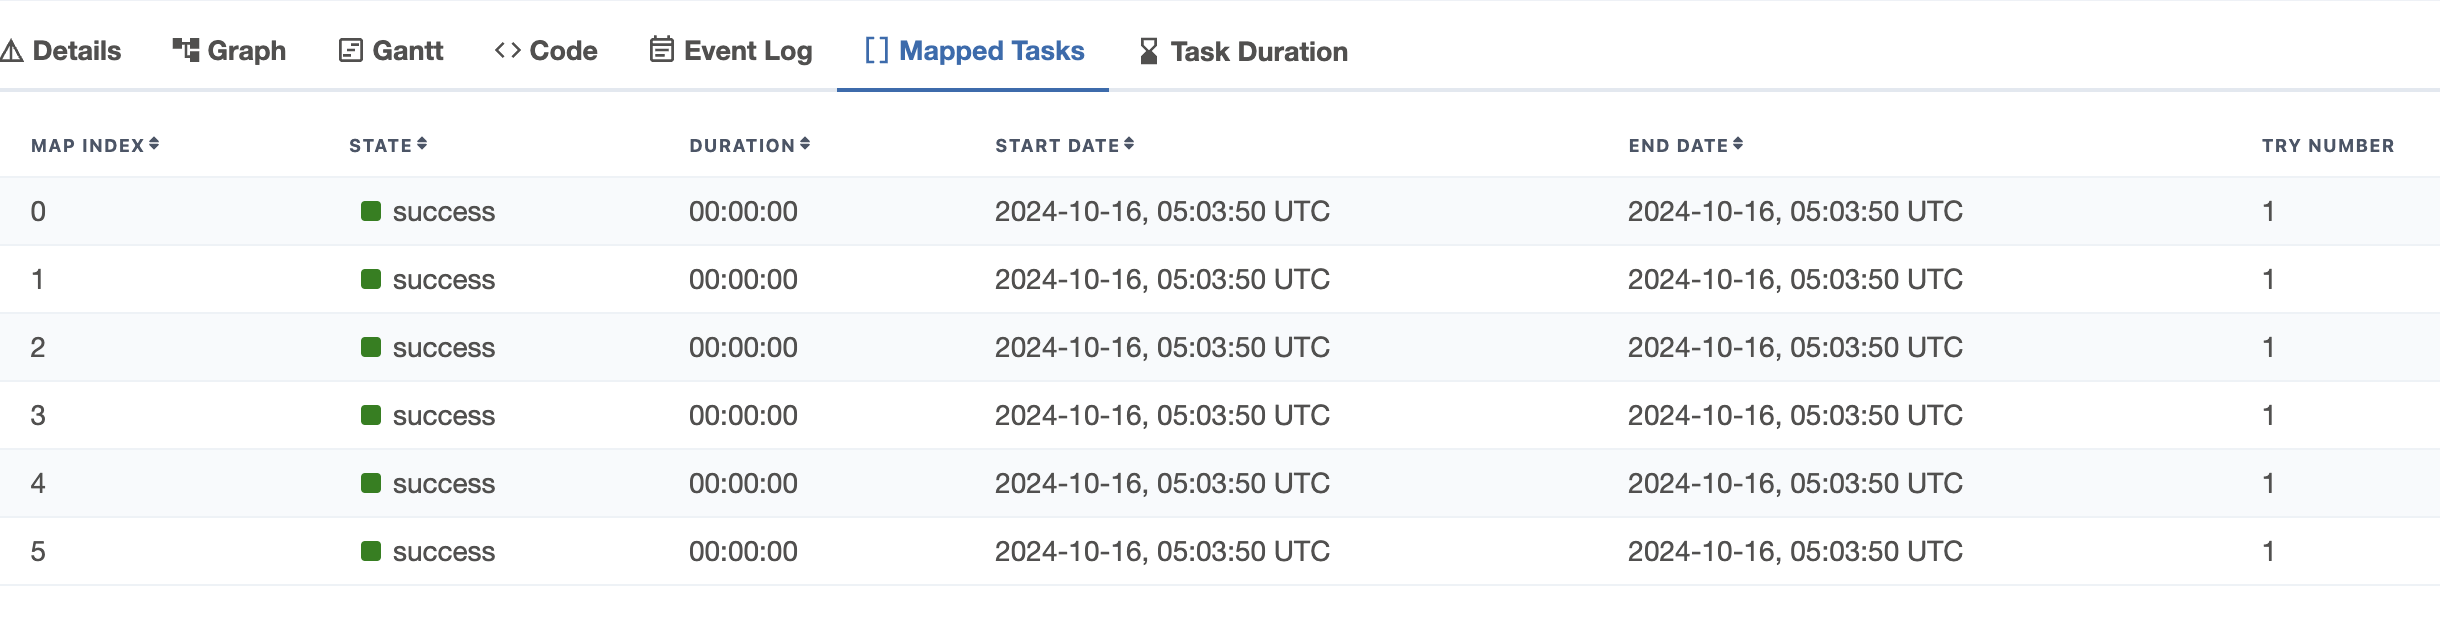 Details Graph Gantt Code Event Log Mapped Tasks Task Duration
MAP INDEX STATE DURATION START DATE END DATE TRY NUMBER
0 success 00:00:00 2024-10-16, 05:03:50 UTC 2024-10-16, 05:03:50 UTC 1
1 success 00:00:00 2024-10-16, 05:03:50 UTC 2024-10-16, 05:03:50 UTC 1
2 success 00:00:00 2024-10-16, 05:03:50 UTC 2024-10-16, 05:03:50 UTC 1
3 success 00:00:00 2024-10-16, 05:03:50 UTC 2024-10-16, 05:03:50 UTC 1
4 success 00:00:00 2024-10-16, 05:03:50 UTC 2024-10-16, 05:03:50 UTC 1
5 success 00:00:00 2024-10-16, 05:03:50 UTC 2024-10-16, 05:03:50 UTC 1